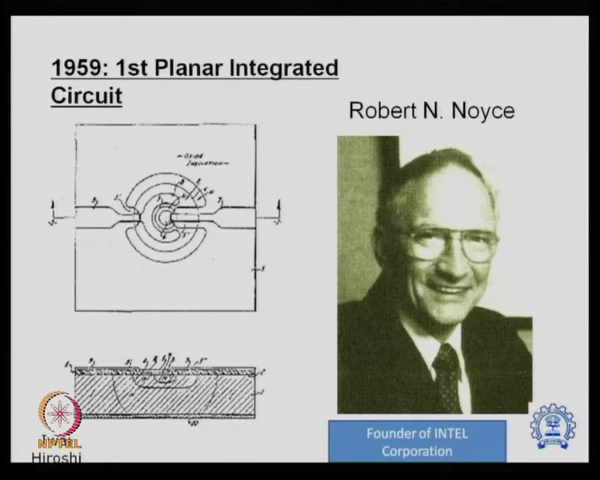 1959: 1st Planar Integrated
Circuit
Robert N. Noyce
Founder of INTEL
Corporation
NPTEL
Hiroshi